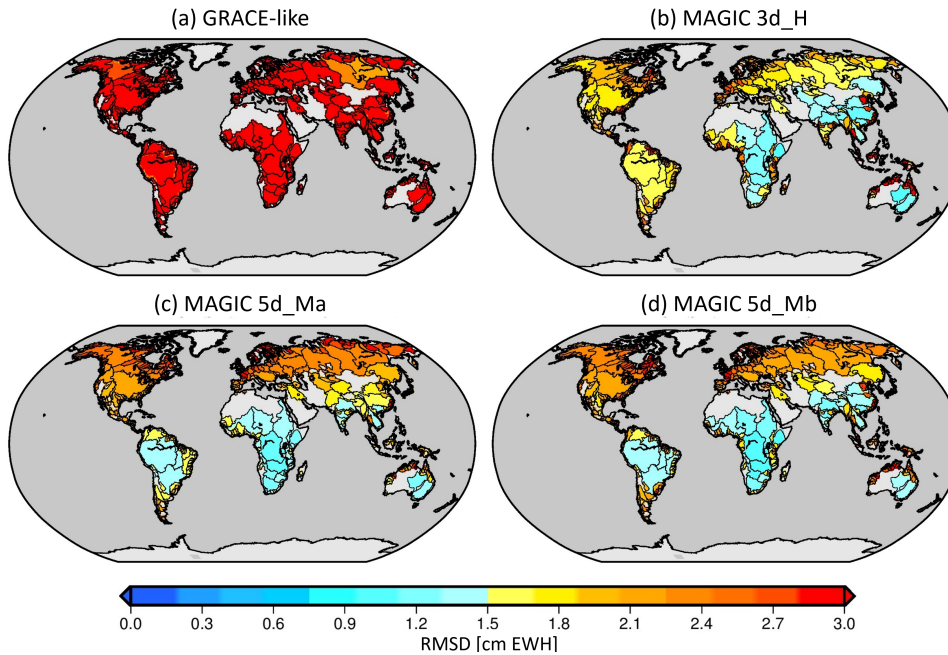 (a) GRACE-like
(b) MAGIC 3d_H
(c) MAGIC 5d_Ma
(d) MAGIC 5d_Mb
0.0 0.3 0.6 0.9 1.2 1.5 1.8 2.1 2.4 2.7 3.0
RMSD [cm EWH]